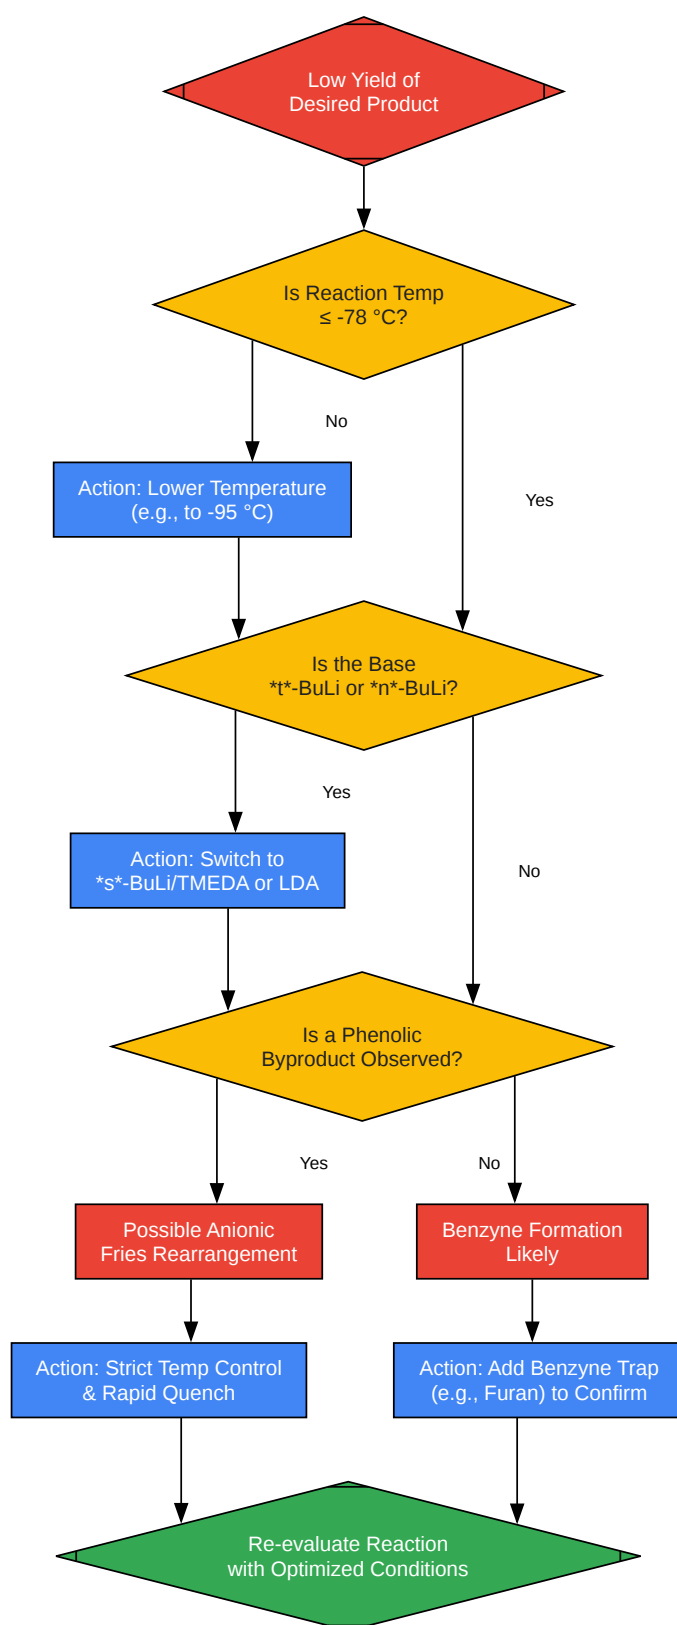 Low Yield of
Desired Product
Is Reaction Temp
≤ -78 °C?
No
Action: Lower Temperature
(e.g., to -95 °C)
Yes
Is the Base
*t*-BuLi or *n*-BuLi?
Yes
Action: Switch to
*s*-BuLi/TMEDA or LDA
No
Is a Phenolic
Byproduct Observed?
Yes
No
Possible Anionic
Fries Rearrangement
Benzyne Formation
Likely
Action: Strict Temp Control
& Rapid Quench
Action: Add Benzyne Trap
(e.g., Furan) to Confirm
Re-evaluate Reaction
with Optimized Conditions